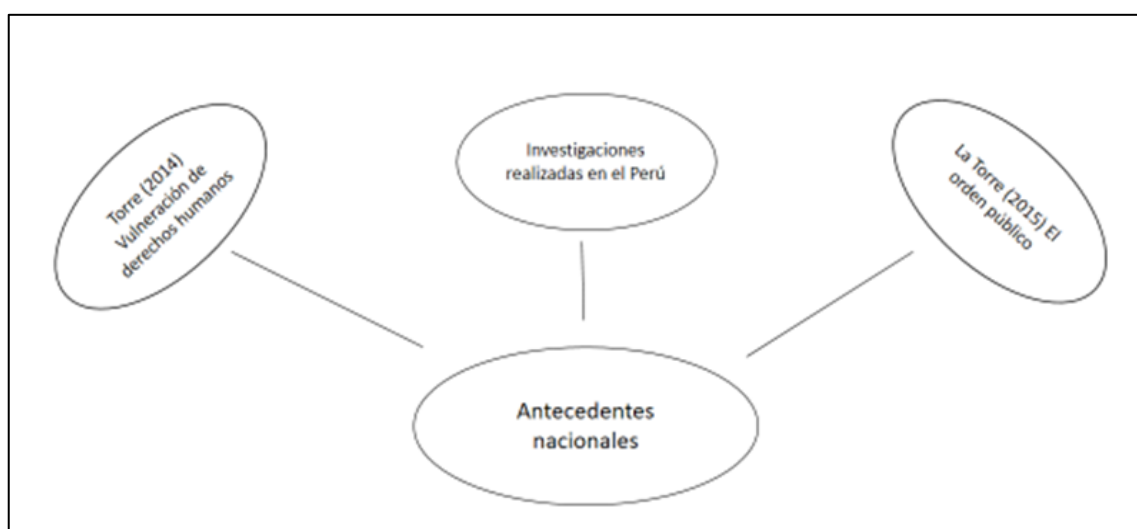 Torre (2014)
Vulneración de
derechos humanos
Investigaciones
realizadas en el Perú
La Torre (2015) El
orden público
Antecedentes
nacionales